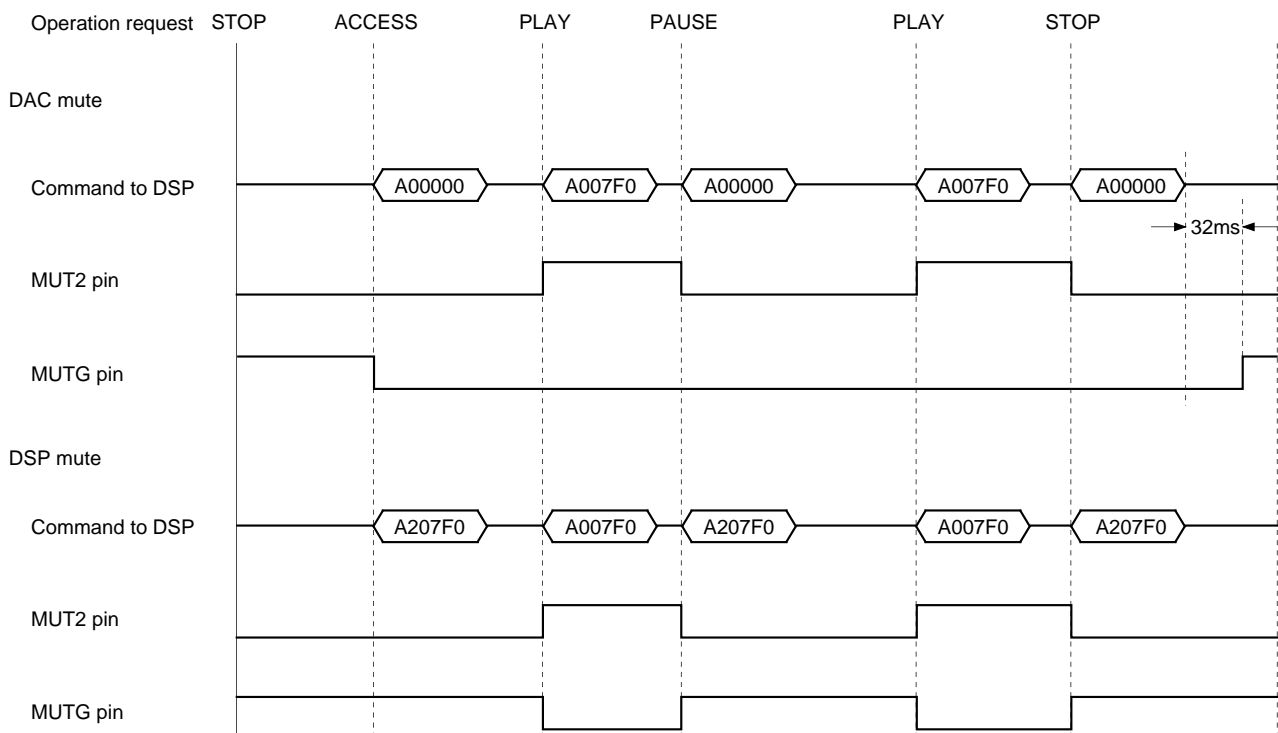 Operation request STOP ACCESS PLAY PAUSE PLAY STOP
DAC mute
Command to DSP A00000 A007F0 A00000 A007F0 A00000
32ms
MUT2 pin
MUTG pin
DSP mute
Command to DSP A207F0 A007F0 A207F0 A007F0 A207F0
MUT2 pin
MUTG pin